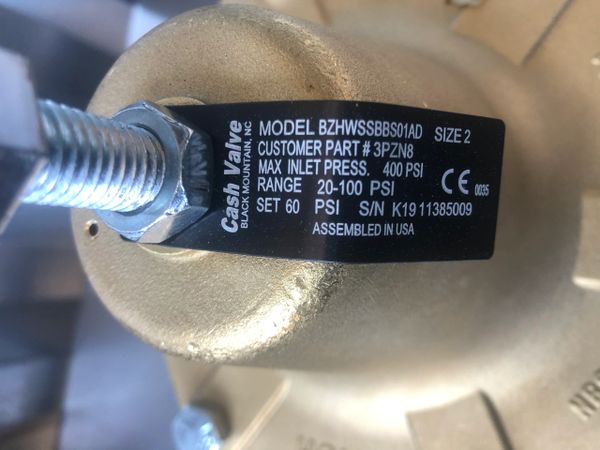 Cash Valve
BLACK MOUNTAIN, NC
MODEL BZHWSSBBS01AD SIZE 2
CUSTOMER PART # 3PZN8
MAX INLET PRESS. 400 PSI
RANGE 20-100 PSI
CE 0035
SET 60 PSI S/N K19 11385009
ASSEMBLED IN USA